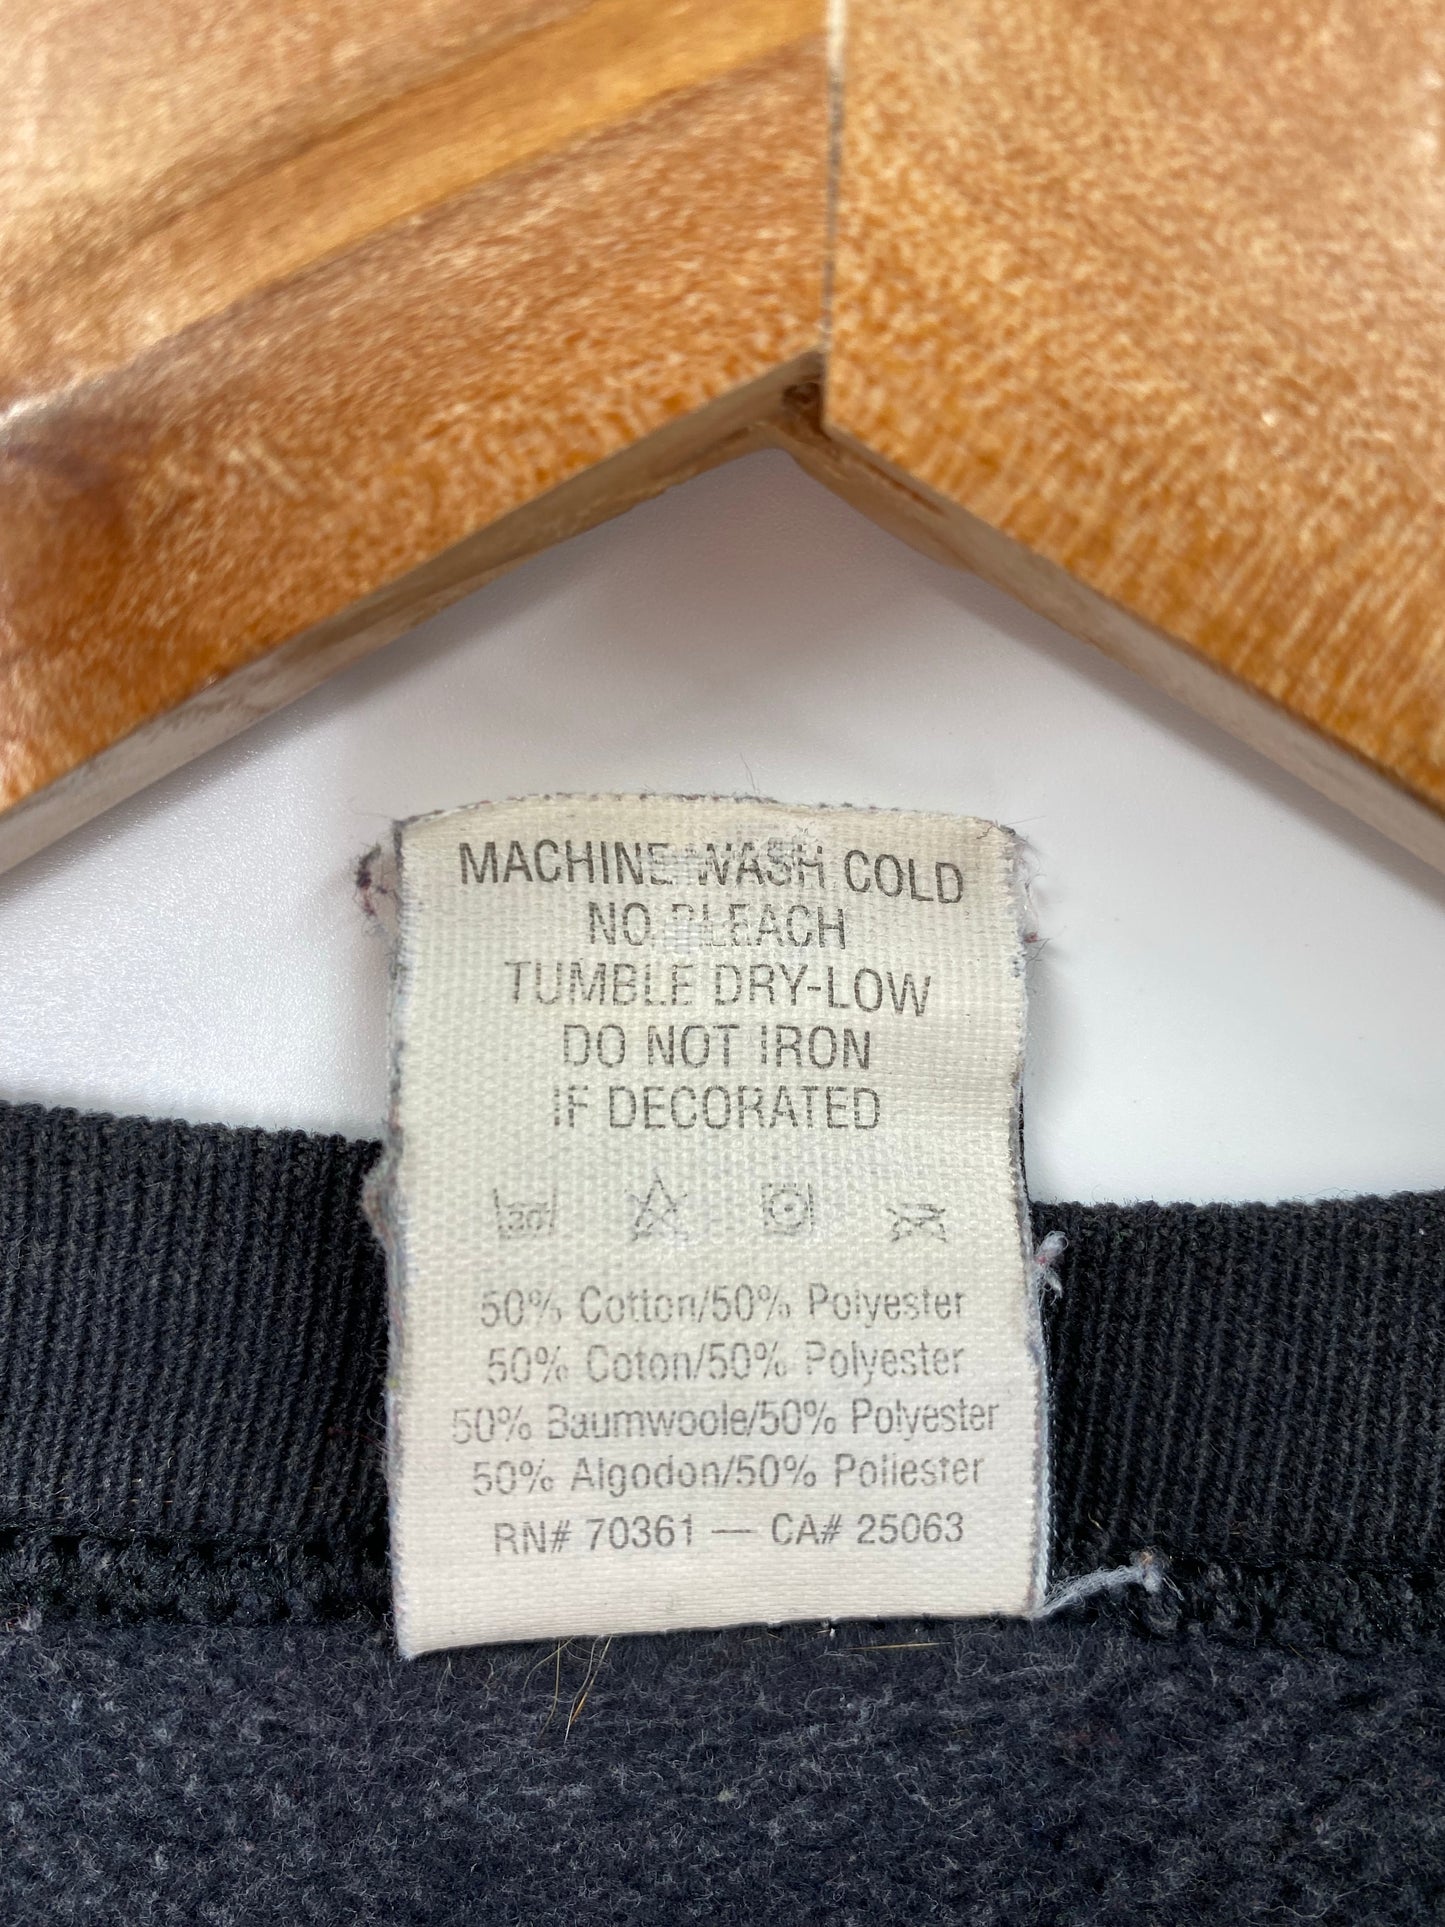 MACHINE WASH COLD
NO BLEACH
TUMBLE DRY-LOW
DO NOT IRON
IF DECORATED
30
50% Cotton/50% Polyester
50% Coton/50% Polyester
50% Baumwoole/50% Polyester
50% Algodon/50% Poliester
RN# 70361 — CA# 25063